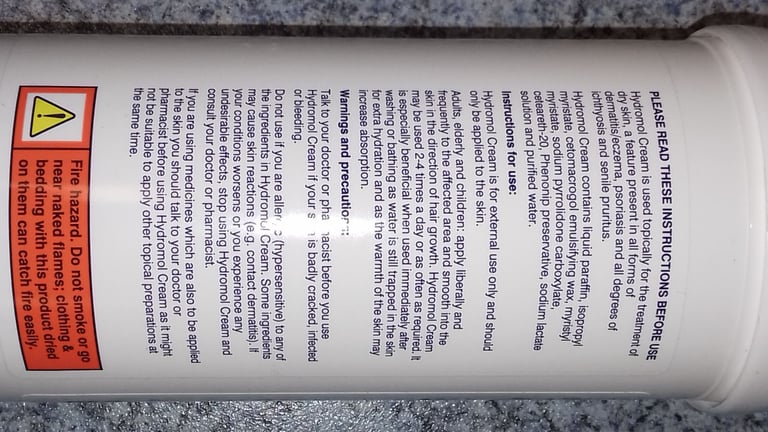 PLEASE READ THESE INSTRUCTIONS BEFORE USE
Hydromol Cream is used topically for the treatment of
dry skin, a feature present in all forms of
dermatitis/eczema, psoriasis and all degrees of
ichthyosis and senile pruritus.
Hydromol Cream contains liquid paraffin, isopropyl
myristate, cetomacrogol emulsifying wax, myristyl
myristate, sodium pyrrolidone carboxylate,
ceteareth-20, Phenonip preservative, sodium lactate
solution and purified water.
Instructions for use:
Hydromol Cream is for external use only and should
only be applied to the skin.
Adults, elderly and children: apply liberally and
frequently to the affected area and smooth into the
skin in the direction of hair growth. Hydromol Cream
may be used 2-4 times a day or as often as required. It
is especially beneficial when used immediately after
washing or bathing as water is still trapped in the skin
for extra hydration and as the warmth of the skin may
increase absorption.
Warnings and precautions:
Talk to your doctor or pharmacist before you use
Hydromol Cream if your is badly cracked, infected
or bleeding.
Do not use if you are allergic (hypersensitive) to any of
the ingredients in Hydromol Cream. Some ingredients
may cause skin reactions (e.g. contact dermatitis). If
your conditions worsens or you experience any
undesirable effects, stop using Hydromol Cream and
consult your doctor or pharmacist.
If you are using medicines which are also to be applied
to the skin you should talk to your doctor or
pharmacist before using Hydromol Cream as it might
not be suitable to apply other topical preparations at
the same time.
Fire hazard. Do not smoke or go
near naked flames; clothing &
bedding with this product dried
on them can catch fire easily.